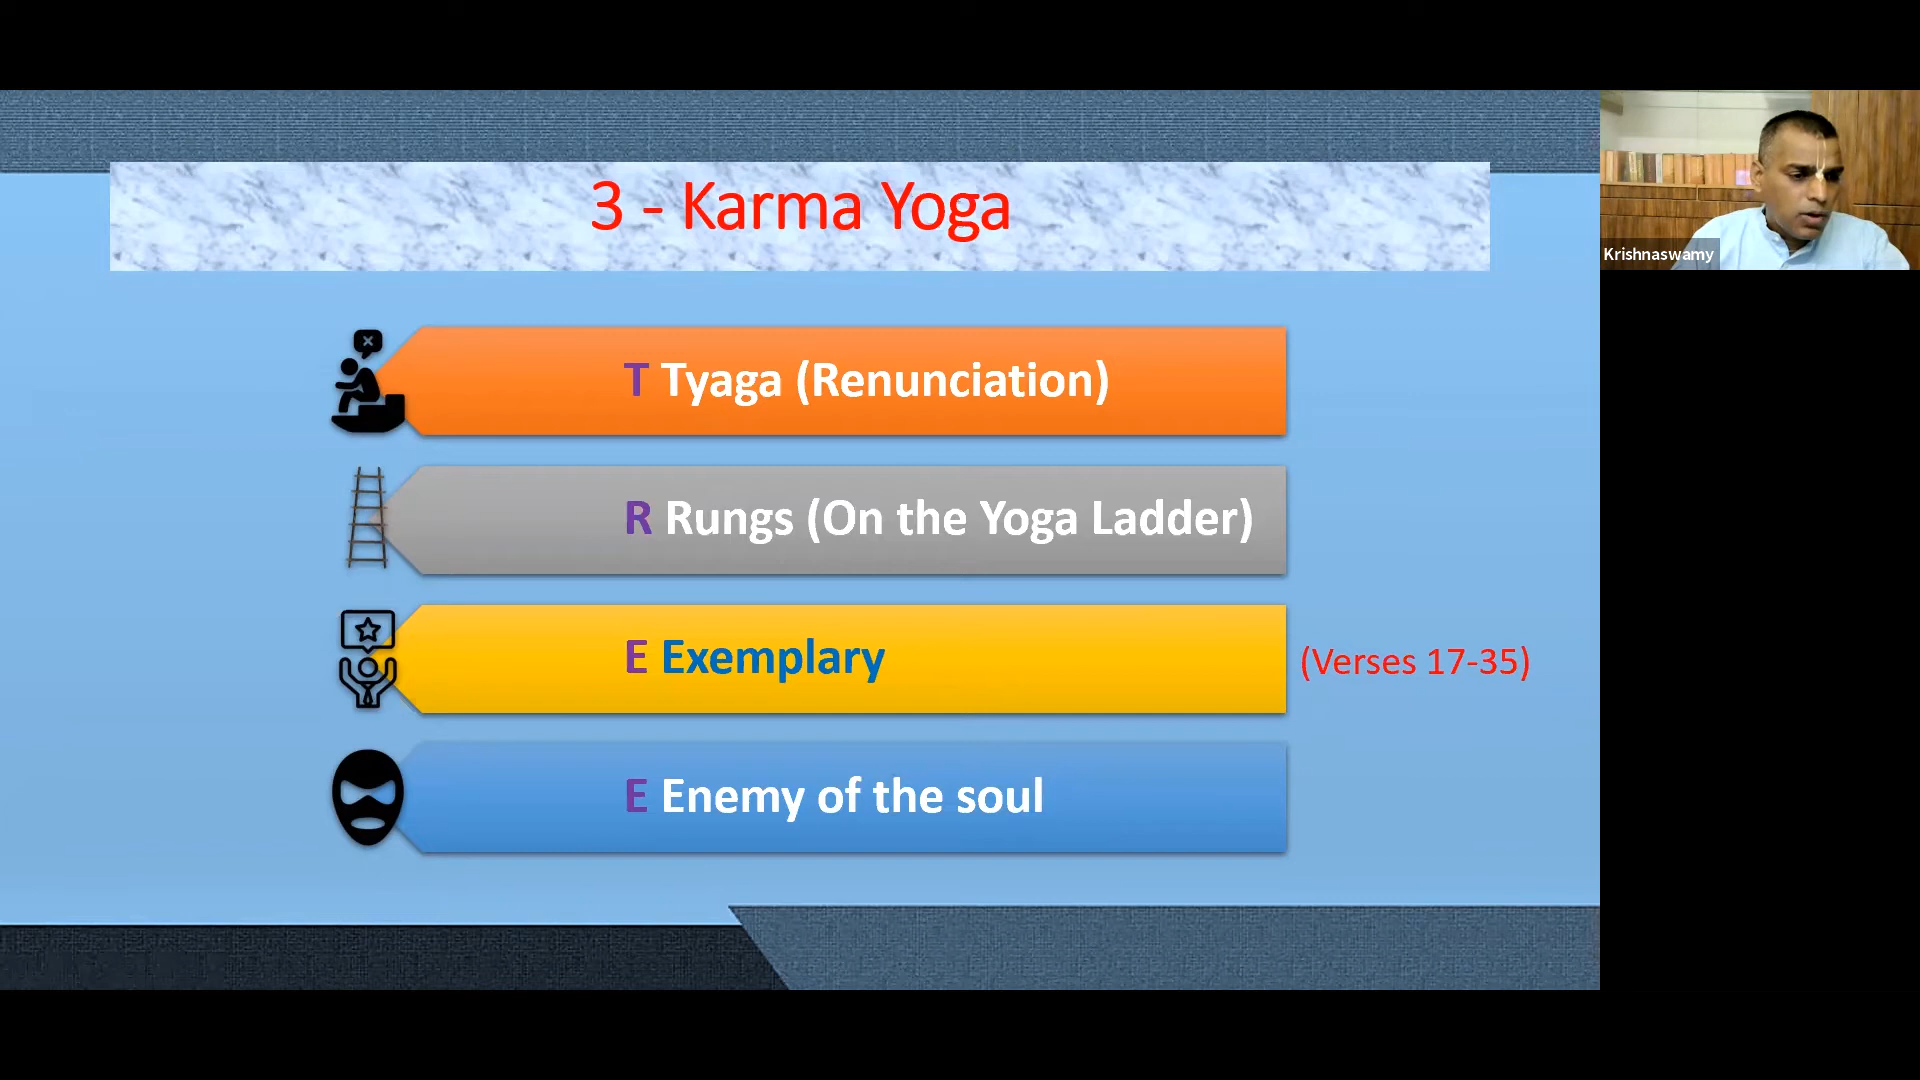 3 - Karma Yoga
T Tyaga (Renunciation)
R Rungs (On the Yoga Ladder)
E Exemplary
(Verses 17-35)
E Enemy of the soul
Krishnaswamy